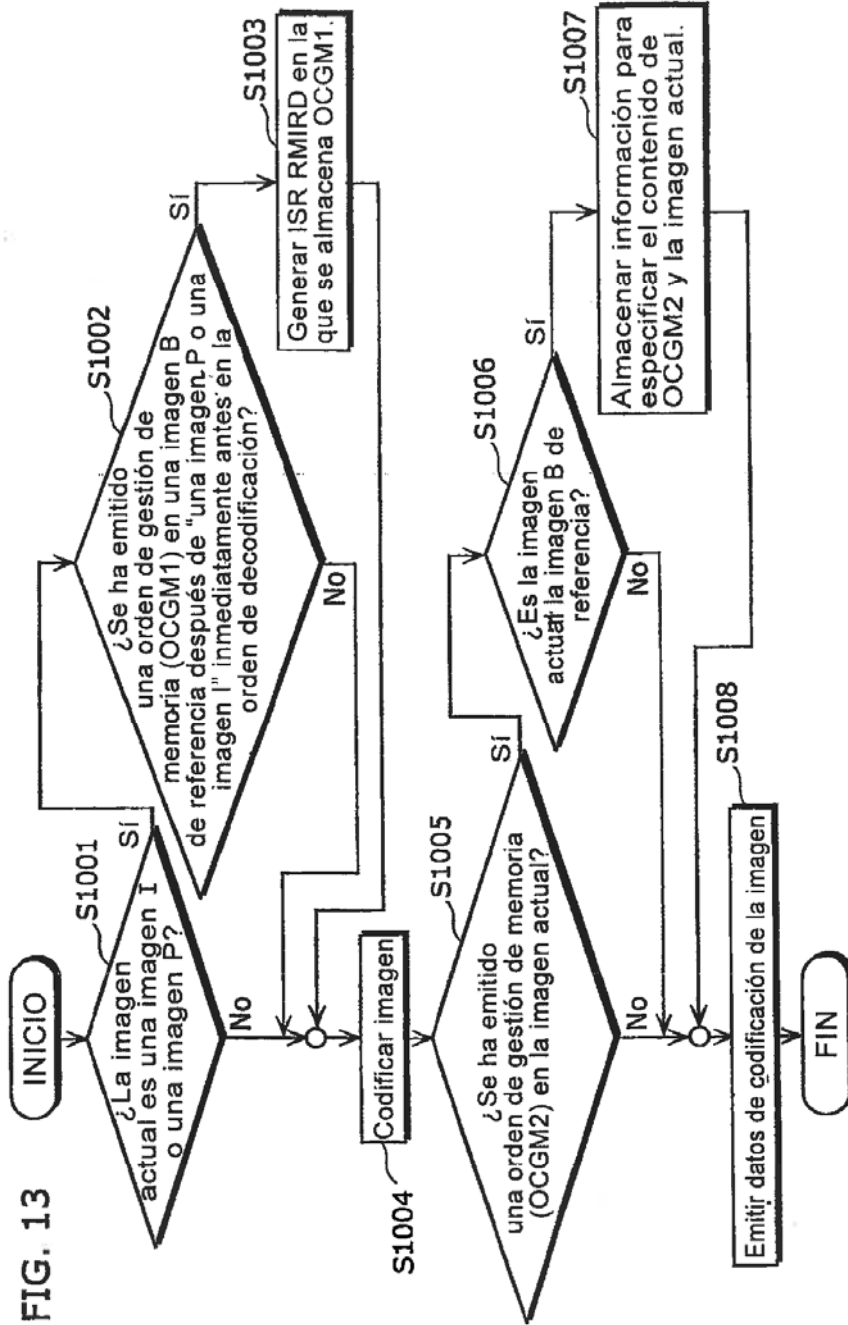 FIG. 13
INICIO
S1001
¿La imagen
actual es una imagen I
o una imagen P?
Sí
No
S1002
¿Se ha emitido
una orden de gestión de
memoria (OCGM1) en una imagen B
de referencia después de "una imagen P o una
imagen I" inmediatamente antes en la
orden de decodificación?
Sí
No
S1003
Generar ISR RMIRD en la
que se almacena OCGM1.
Codificar imagen
S1004
S1005
¿Se ha emitido
una orden de gestión de memoria
(OCGM2) en la imagen actual?
Sí
No
S1006
¿Es la imagen
actual la imagen B de
referencia?
Sí
No
S1007
Almacenar información para
especificar el contenido de
OCGM2 y la imagen actual.
S1008
Emitir datos de codificación de la imagen
FIN